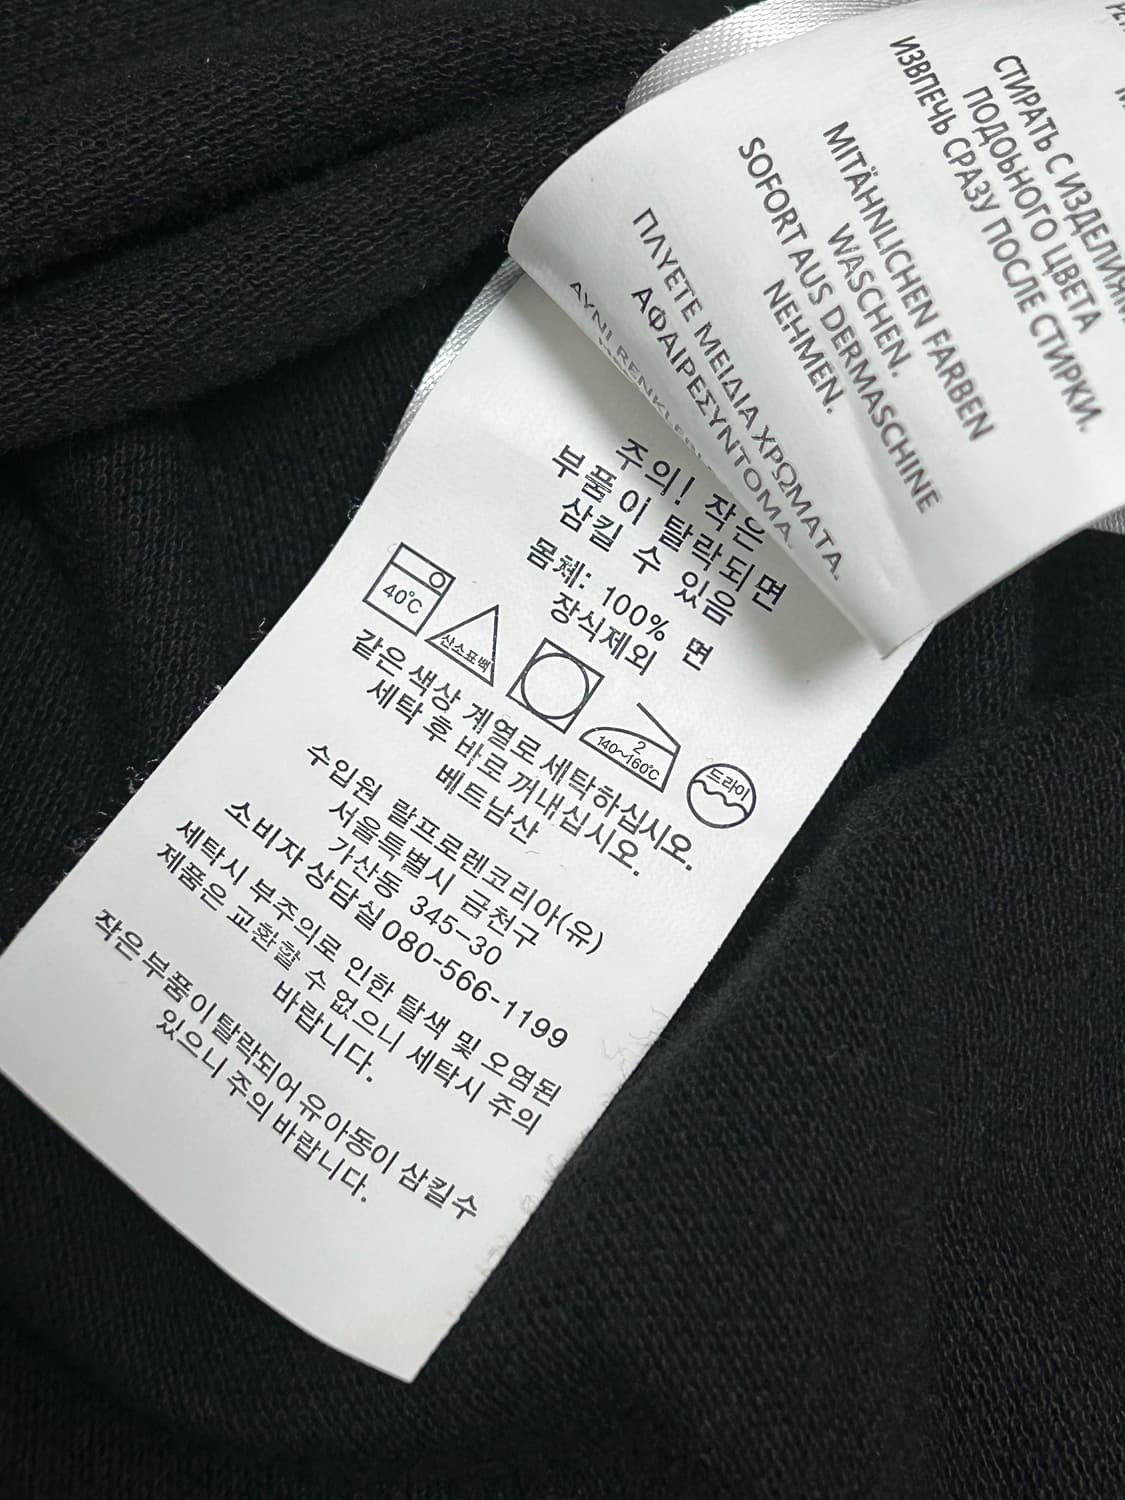 СТИРАТЬ С ИЗДЕЛИЯМИ
ПОДОЬНОГО ЦВЕТА
ИЗВПЕЧЬ СРАЗУ ПОСЛЕ СТИРКИ.
MITÄHNLICHEN FARBEN
WASCHEN.
SOFORT AUS DERMASCHINE
NEHMEN.
ΠΛΥΕΤΕ ΜΕΙΔΙΑ ΧΡΩΜΑΤΑ.
ΑΦΑΙΡΕΣΥΝΤΟΜΑ.
AYNI RENKLER
주의! 작은
부품이 탈락되면
삼킬 수 있음
몸체: 100% 면
장식제외
40℃
산소표백
2
140~160℃
드라이
같은 색상 계열로 세탁하십시오.
세탁 후 바로 꺼내십시오.
베트남산
수입원 랄프로렌코리아(유)
서울특별시 금천구
가산동 345-30
소비자 상담실 080-566-1199
세탁시 부주의로 인한 탈색 및 오염된
제품은 교환할 수 없으니 세탁시 주의
바랍니다.
작은 부품이 탈락되어 유아동이 삼킬수
있으니 주의 바랍니다.